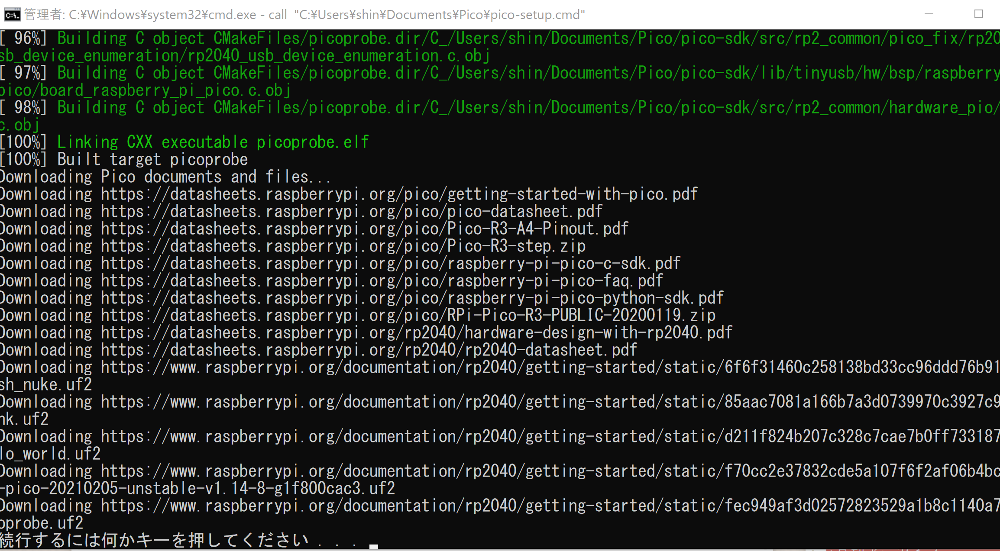 管理者: C:¥Windows¥system32¥cmd.exe - call  "C:¥Users¥shin¥Documents¥Pico¥pico-setup.cmd"
[ 96%] Building C object CMakeFiles/picoprobe.dir/C_/Users/shin/Documents/Pico/pico-sdk/src/rp2_common/pico_fix/rp20
sb_device_enumeration/rp2040_usb_device_enumeration.c.obj
[ 97%] Building C object CMakeFiles/picoprobe.dir/C_/Users/shin/Documents/Pico/pico-sdk/lib/tinyusb/hw/bsp/raspberry
pico/board_raspberry_pi_pico.c.obj
[ 98%] Building C object CMakeFiles/picoprobe.dir/C_/Users/shin/Documents/Pico/pico-sdk/src/rp2_common/hardware_pio/
c.obj
[100%] Linking CXX executable picoprobe.elf
[100%] Built target picoprobe
Downloading Pico documents and files...
Downloading https://datasheets.raspberrypi.org/pico/getting-started-with-pico.pdf
Downloading https://datasheets.raspberrypi.org/pico/pico-datasheet.pdf
Downloading https://datasheets.raspberrypi.org/pico/Pico-R3-A4-Pinout.pdf
Downloading https://datasheets.raspberrypi.org/pico/Pico-R3-step.zip
Downloading https://datasheets.raspberrypi.org/pico/raspberry-pi-pico-c-sdk.pdf
Downloading https://datasheets.raspberrypi.org/pico/raspberry-pi-pico-faq.pdf
Downloading https://datasheets.raspberrypi.org/pico/raspberry-pi-pico-python-sdk.pdf
Downloading https://datasheets.raspberrypi.org/pico/RPi-Pico-R3-PUBLIC-20200119.zip
Downloading https://datasheets.raspberrypi.org/rp2040/hardware-design-with-rp2040.pdf
Downloading https://datasheets.raspberrypi.org/rp2040/rp2040-datasheet.pdf
Downloading https://www.raspberrypi.org/documentation/rp2040/getting-started/static/6f6f31460c258138bd33cc96ddd76b91
sh_nuke.uf2
Downloading https://www.raspberrypi.org/documentation/rp2040/getting-started/static/85aac7081a166b7a3d0739970c3927c9
nk.uf2
Downloading https://www.raspberrypi.org/documentation/rp2040/getting-started/static/d211f824b207c328c7cae7b0ff733187
lo_world.uf2
Downloading https://www.raspberrypi.org/documentation/rp2040/getting-started/static/f70cc2e37832cde5a107f6f2af06b4bc
-pico-20210205-unstable-v1.14-8-g1f800cac3.uf2
Downloading https://www.raspberrypi.org/documentation/rp2040/getting-started/static/fec949af3d02572823529a1b8c1140a7
oprobe.uf2
続行するには何かキーを押してください . . .